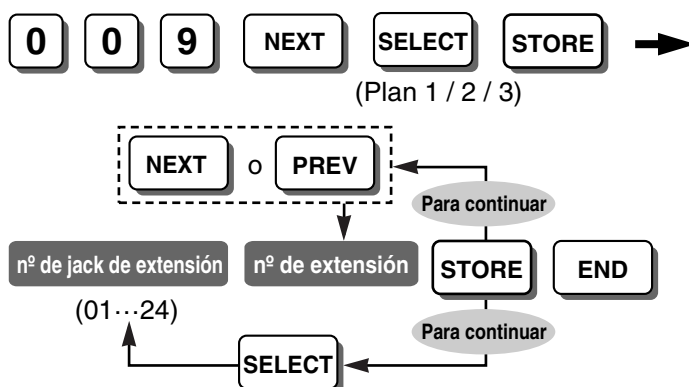 0 0 9 NEXT SELECT STORE
(Plan 1 / 2 / 3)
NEXT o PREV
Para continuar
nº de jack de extensión nº de extensión STORE END
(01···24)
Para continuar
SELECT